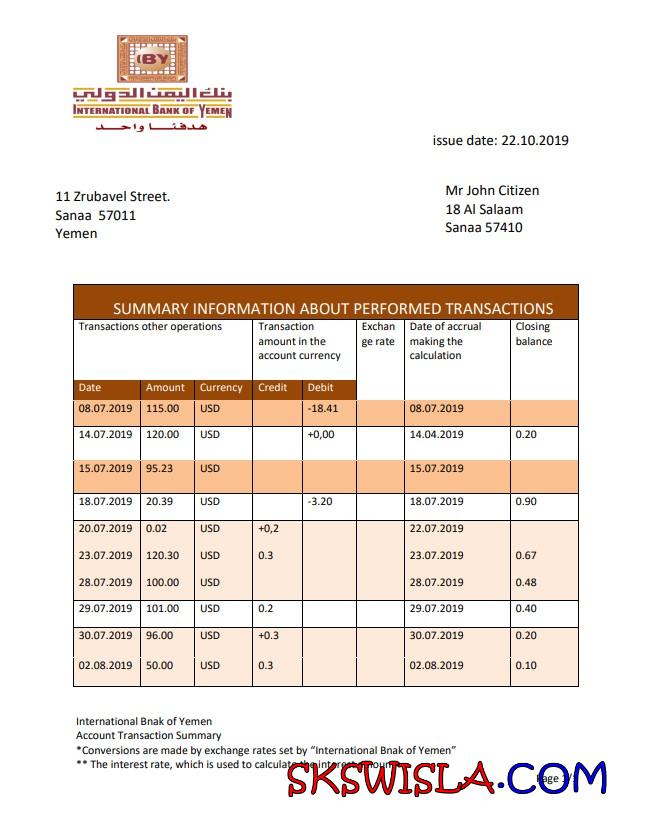 IBY
بنك اليمن الدولي
INTERNATIONAL BANK OF YEMEN
هدفنا واحد
issue date: 22.10.2019
11 Zrubavel Street.
Sanaa 57011
Yemen
Mr John Citizen
18 Al Salaam
Sanaa 57410
SUMMARY INFORMATION ABOUT PERFORMED TRANSACTIONS
Transactions other operations
Transaction
amount in the
account currency
Exchan
ge rate
Date of accrual
making the
calculation
Closing
balance
Date Amount Currency Credit Debit
08.07.2019 115.00 USD -18.41 08.07.2019
14.07.2019 120.00 USD +0,00 14.04.2019 0.20
15.07.2019 95.23 USD 15.07.2019
18.07.2019 20.39 USD -3.20 18.07.2019 0.90
20.07.2019 0.02 USD +0,2 22.07.2019
23.07.2019 120.30 USD 0.3 23.07.2019 0.67
28.07.2019 100.00 USD 28.07.2019 0.48
29.07.2019 101.00 USD 0.2 29.07.2019 0.40
30.07.2019 96.00 USD +0.3 30.07.2019 0.20
02.08.2019 50.00 USD 0.3 02.08.2019 0.10
International Bnak of Yemen
Account Transaction Summary
*Conversions are made by exchange rates set by “International Bnak of Yemen”
** The interest rate, which is used to calculate the interest
SKSWISLA.COM
Page